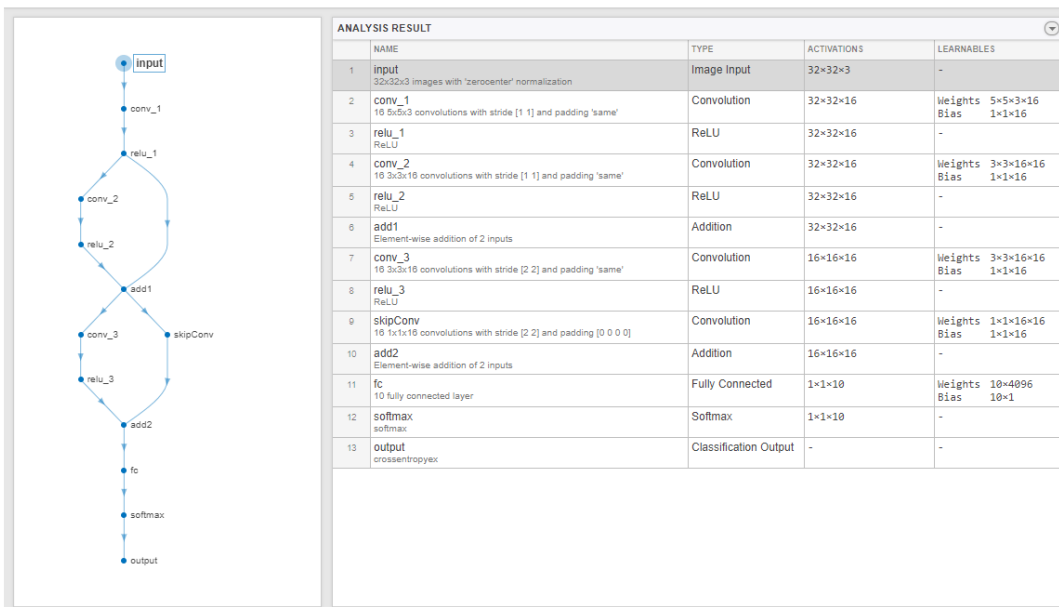 input
conv_1
relu_1
conv_2
relu_2
add1
conv_3
skipConv
relu_3
add2
fc
softmax
output
ANALYSIS RESULT
NAME TYPE ACTIVATIONS LEARNABLES
1 input Image Input 32×32×3 -
32x32x3 images with 'zerocenter' normalization
2 conv_1 Convolution 32×32×16 Weights 5×5×3×16
16 5x5x3 convolutions with stride [1 1] and padding 'same' Bias 1×1×16
3 relu_1 ReLU 32×32×16 -
ReLU
4 conv_2 Convolution 32×32×16 Weights 3×3×16×16
16 3x3x16 convolutions with stride [1 1] and padding 'same' Bias 1×1×16
5 relu_2 ReLU 32×32×16 -
ReLU
6 add1 Addition 32×32×16 -
Element-wise addition of 2 inputs
7 conv_3 Convolution 16×16×16 Weights 3×3×16×16
16 3x3x16 convolutions with stride [2 2] and padding 'same' Bias 1×1×16
8 relu_3 ReLU 16×16×16 -
ReLU
9 skipConv Convolution 16×16×16 Weights 1×1×16×16
16 1x1x16 convolutions with stride [2 2] and padding [0 0 0 0] Bias 1×1×16
10 add2 Addition 16×16×16 -
Element-wise addition of 2 inputs
11 fc Fully Connected 1×1×10 Weights 10×4096
10 fully connected layer Bias 10×1
12 softmax Softmax 1×1×10 -
softmax
13 output Classification Output - -
crossentropyex